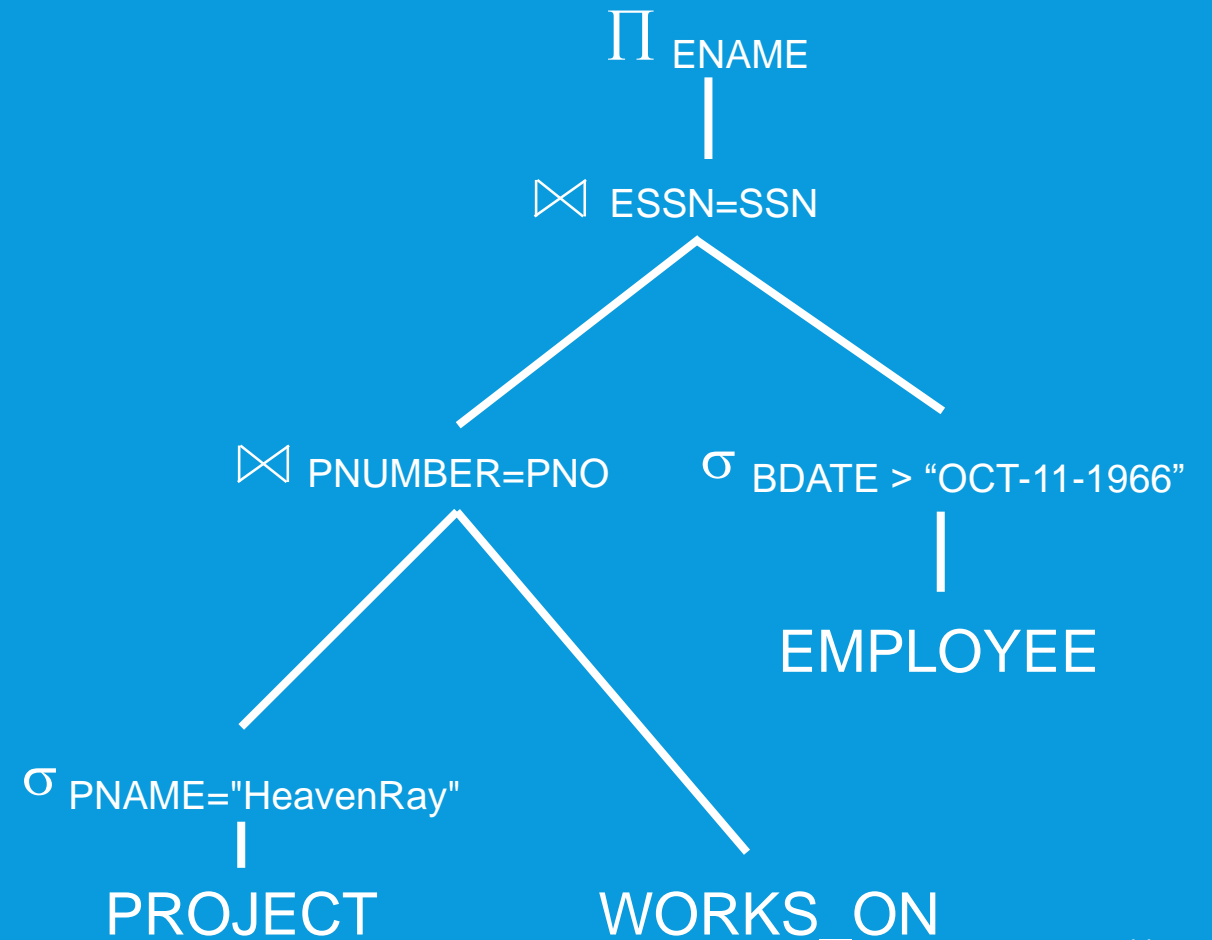 ∏ ENAME
⋈ ESSN=SSN
⋈ PNUMBER=PNO
σ BDATE > “OCT-11-1966”
EMPLOYEE
σ PNAME="HeavenRay"
PROJECT
WORKS_ON